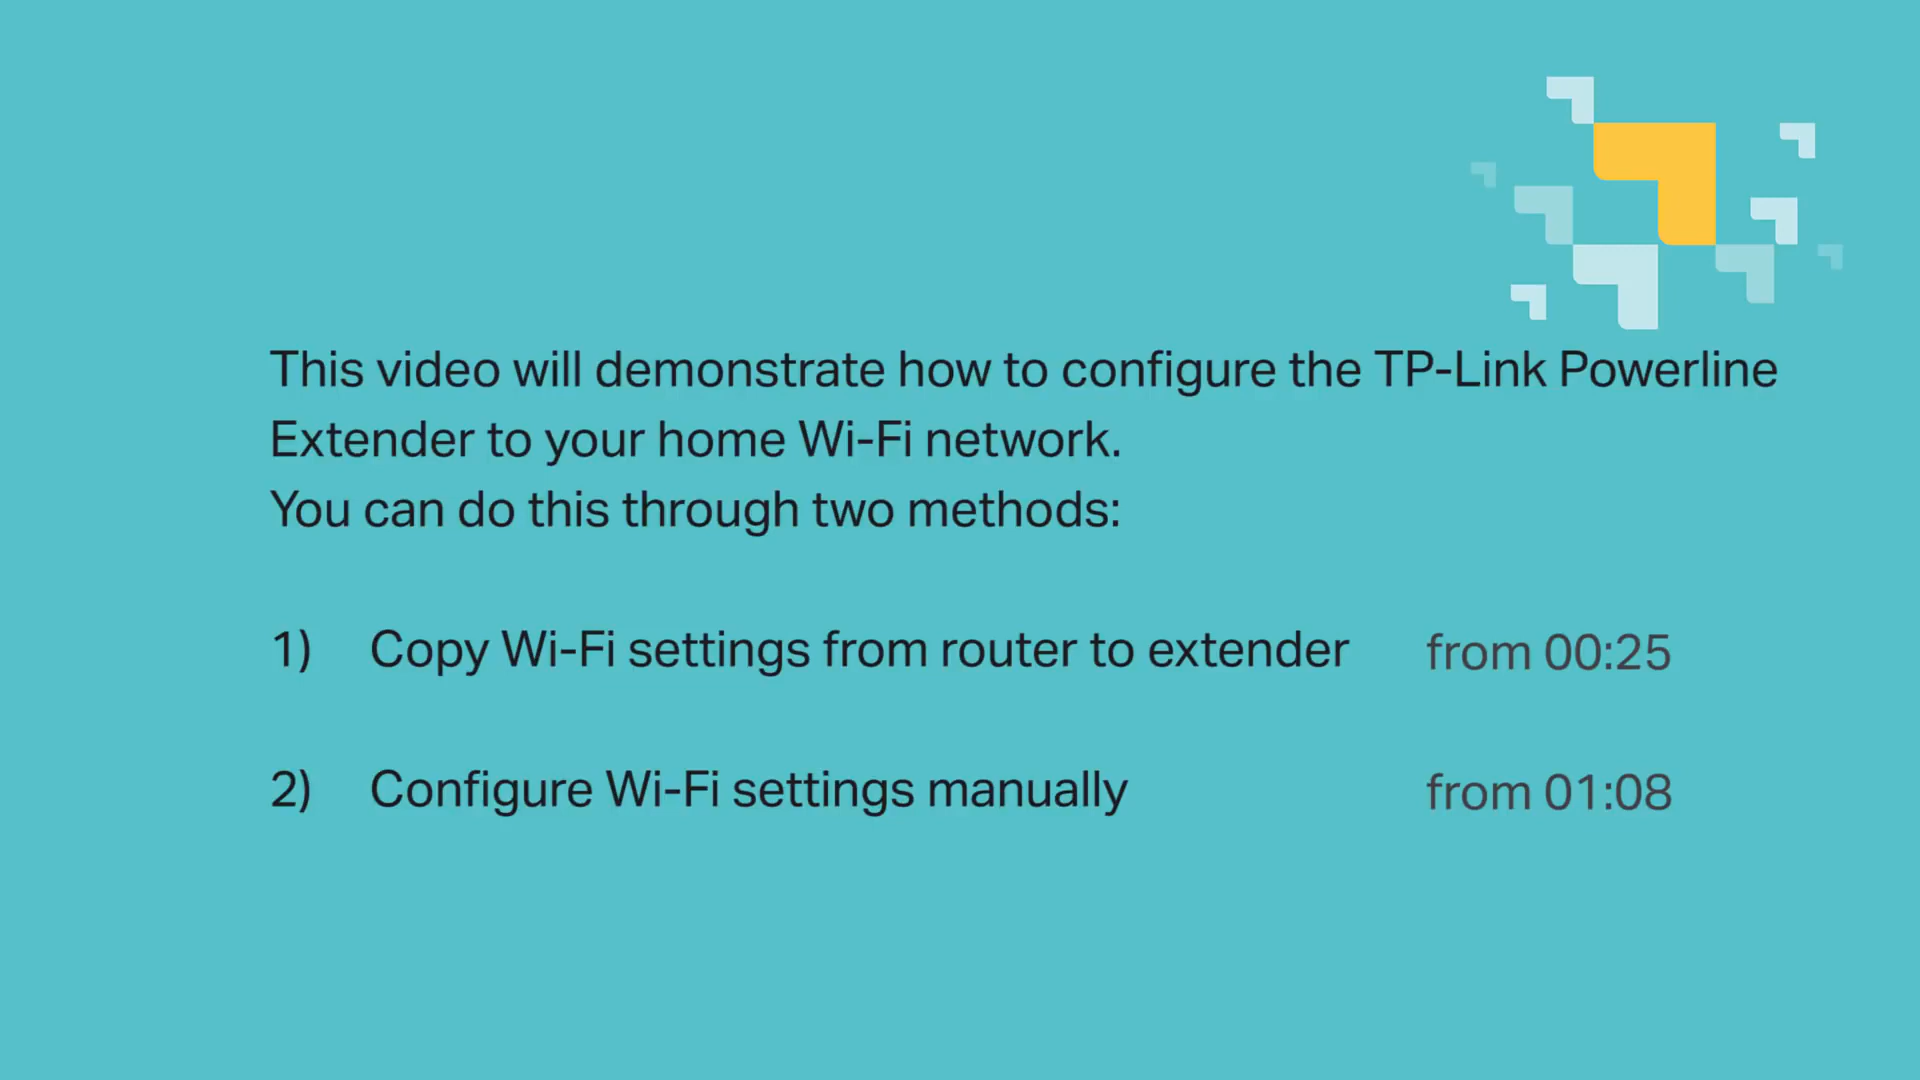 This video will demonstrate how to configure the TP-Link Powerline
Extender to your home Wi-Fi network.
You can do this through two methods:
1) Copy Wi-Fi settings from router to extender from 00:25
2) Configure Wi-Fi settings manually from 01:08